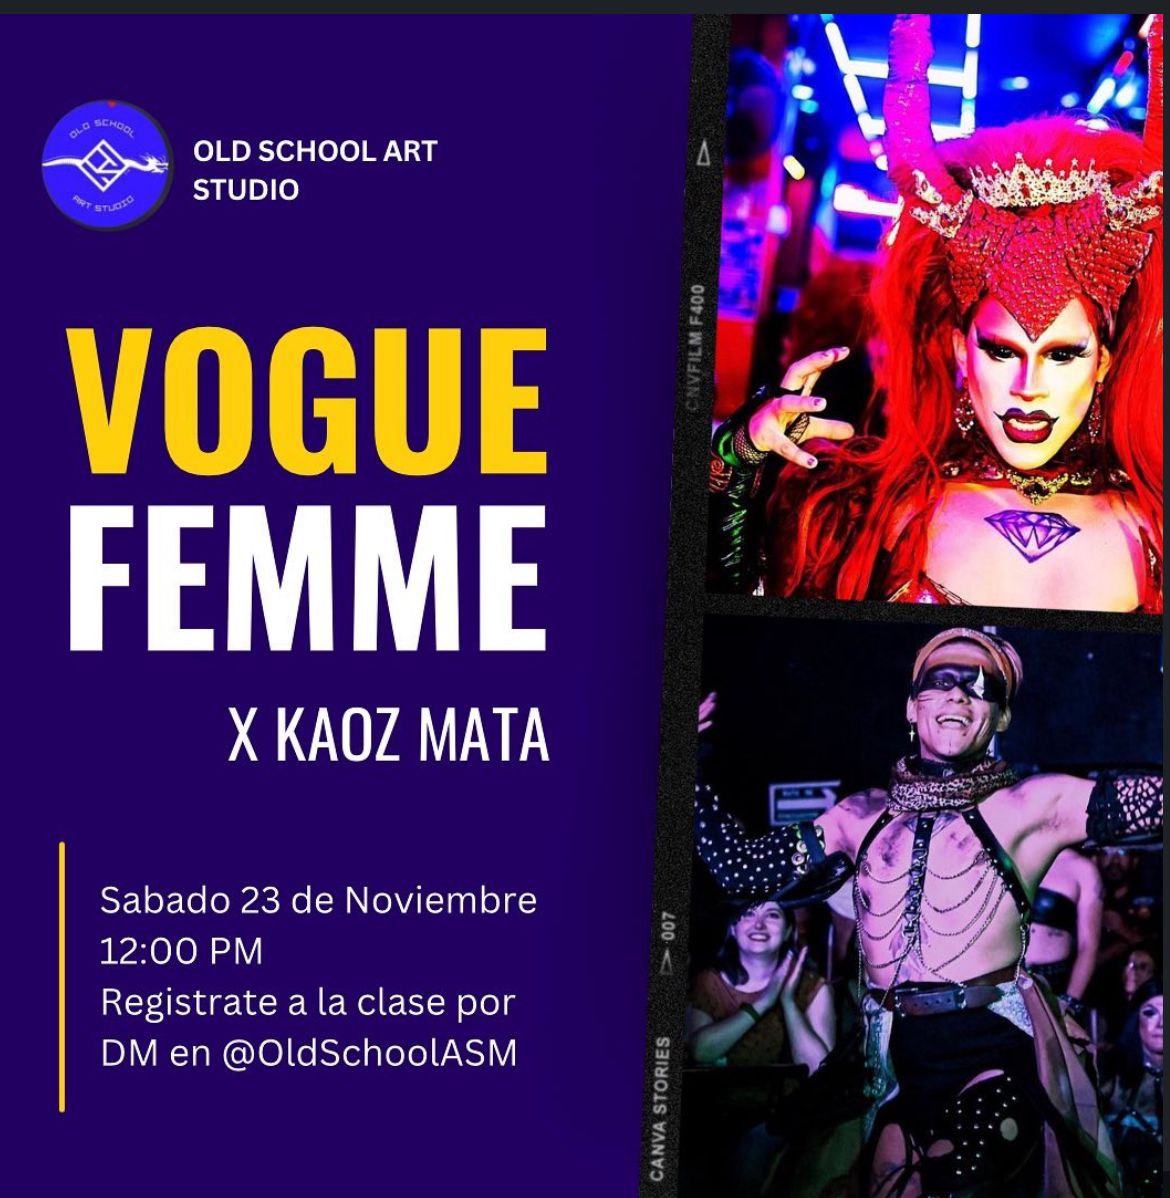 OLD SCHOOL
ART STUDIO
OLD SCHOOL ART
STUDIO
VOGUE
FEMME
X KAOZ MATA
Sabado 23 de Noviembre
12:00 PM
Registrate a la clase por
DM en @OldSchoolASM
CNVFILM F400
007
CANVA STORIES